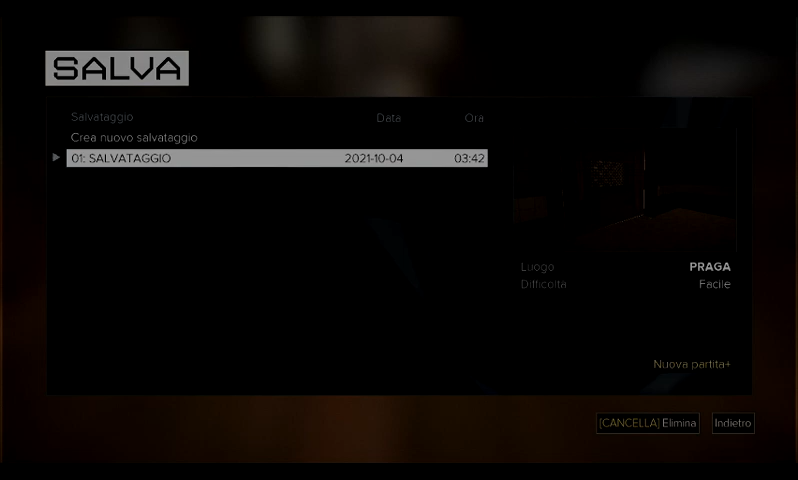 SALVA
Salvataggio Data Ora
Crea nuovo salvataggio
01: SALVATAGGIO 2021-10-04 03:42
Luogo PRAGA
Difficoltà Facile
Nuova partita+
[CANCELLA] Elimina Indietro